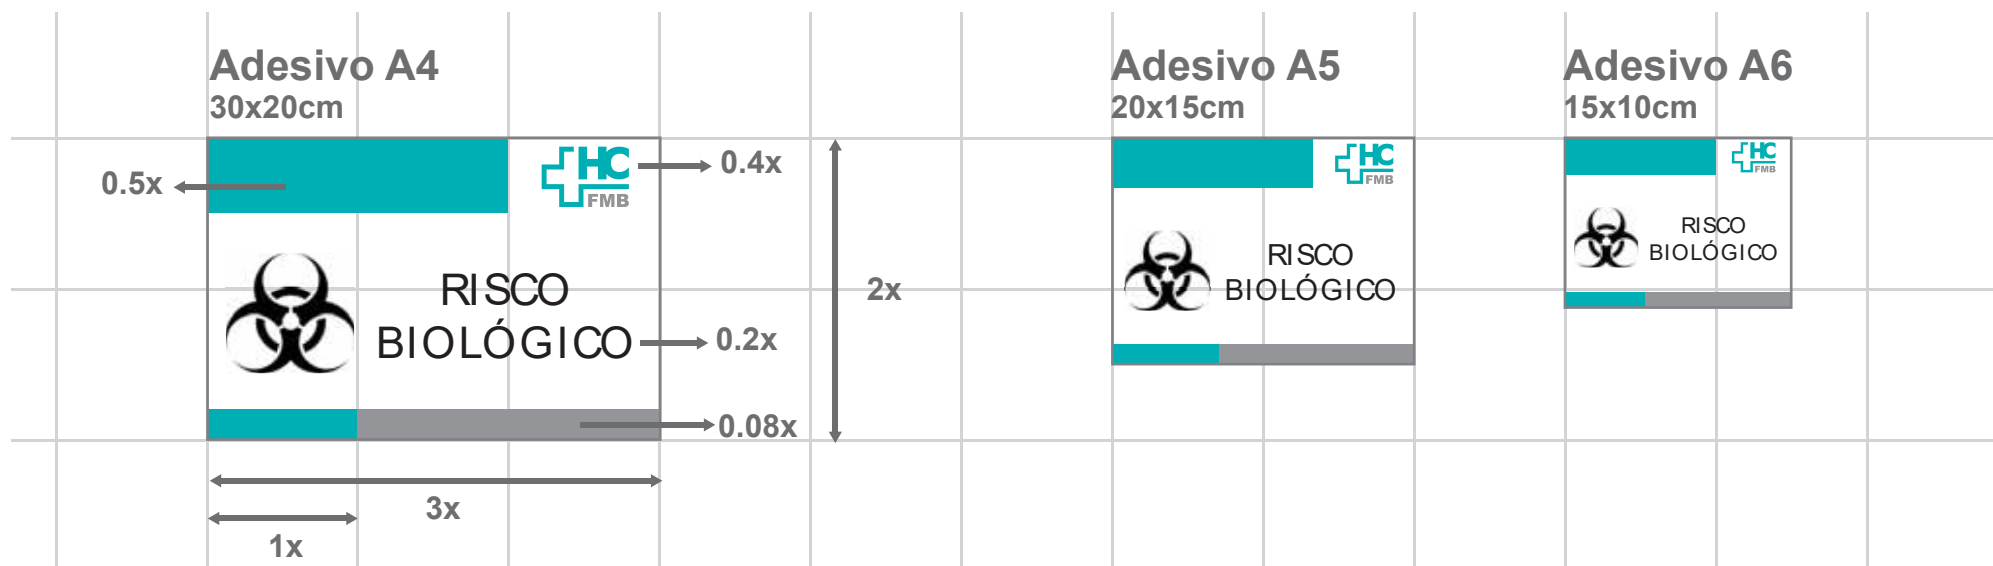 Adesivo A4
30x20cm
HC
FMB
0.5x
0.4x
RISCO
BIOLÓGICO
0.2x
0.08x
2x
3x
1x
Adesivo A5
20x15cm
HC
FMB
RISCO
BIOLÓGICO
Adesivo A6
15x10cm
HC
FMB
RISCO
BIOLÓGICO